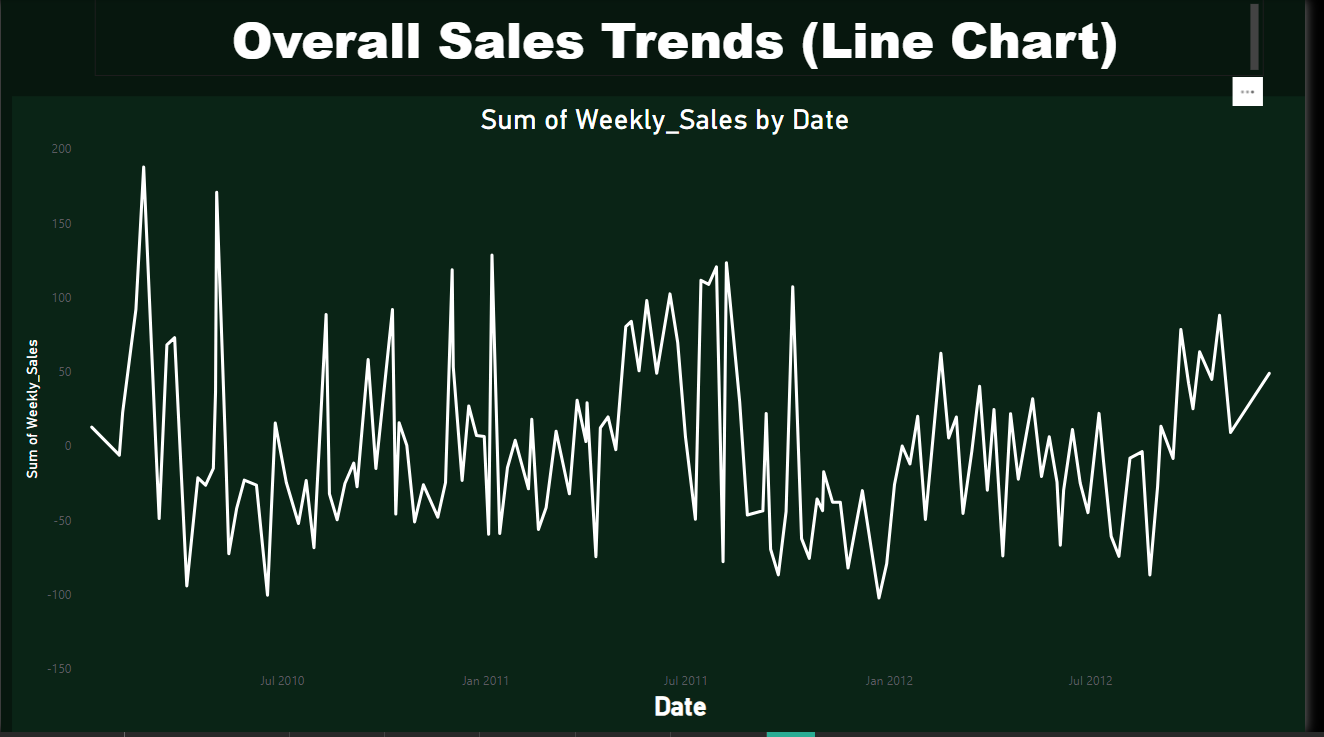 Overall Sales Trends (Line Chart)
Sum of Weekly_Sales by Date
200
150
100
50
0
-50
-100
-150
Sum of Weekly_Sales
Jul 2010
Jan 2011
Jul 2011
Jan 2012
Jul 2012
Date